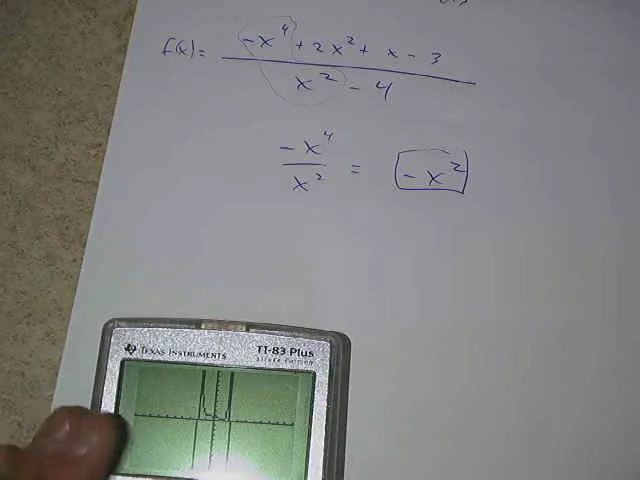 f(x) = (-x⁴ + 2x² + x - 3) / (x² - 4)
-x⁴ / x² = -x²
TEXAS INSTRUMENTS TI-83 Plus
Silver Edition